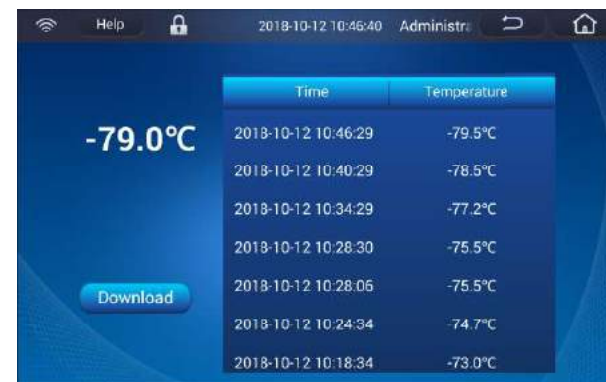 Help 2018-10-12 10:46:40 Administra
Time Temperature
-79.0℃
2018-10-12 10:46:29 -79.5℃
2018-10-12 10:40:29 -78.5℃
2018-10-12 10:34:29 -77.2℃
2018-10-12 10:28:30 -75.5℃
2018-10-12 10:28:06 -75.5℃
Download
2018-10-12 10:24:34 -74.7℃
2018-10-12 10:18:34 -73.0℃